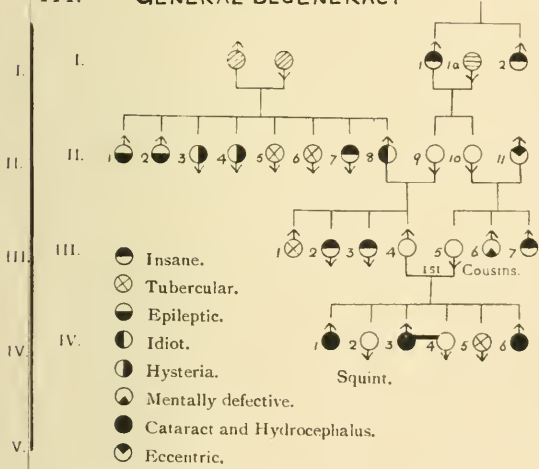 GENERAL DEGENERACY
I. I. 1 1a 2
II. II. 1 2 3 4 5 6 7 8 9 10 11
III. III. 1 2 3 4 5 6 7
1st Cousins.
Insane.
Tubercular.
Epileptic.
Idiot.
Hysteria.
Mentally defective.
Cataract and Hydrocephalus.
Eccentric.
IV. IV. 1 2 3 4 5 6
Squint.
V.